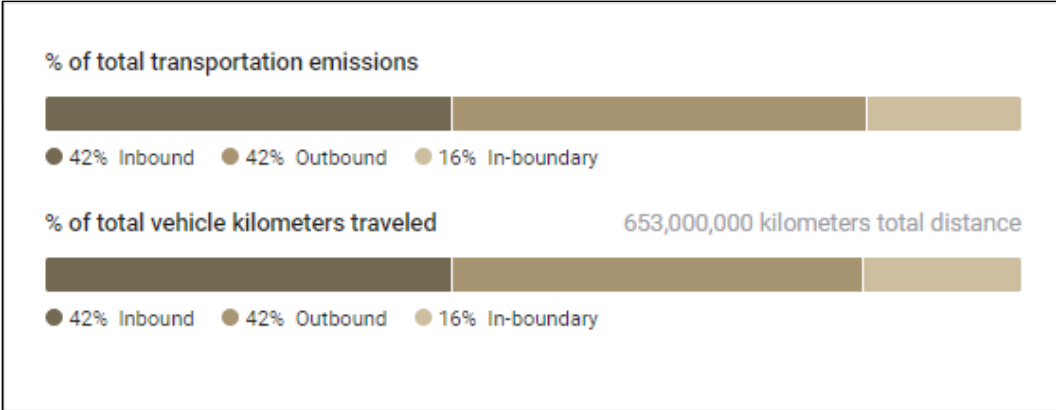 % of total transportation emissions
42% Inbound 42% Outbound 16% In-boundary
% of total vehicle kilometers traveled 653,000,000 kilometers total distance
42% Inbound 42% Outbound 16% In-boundary